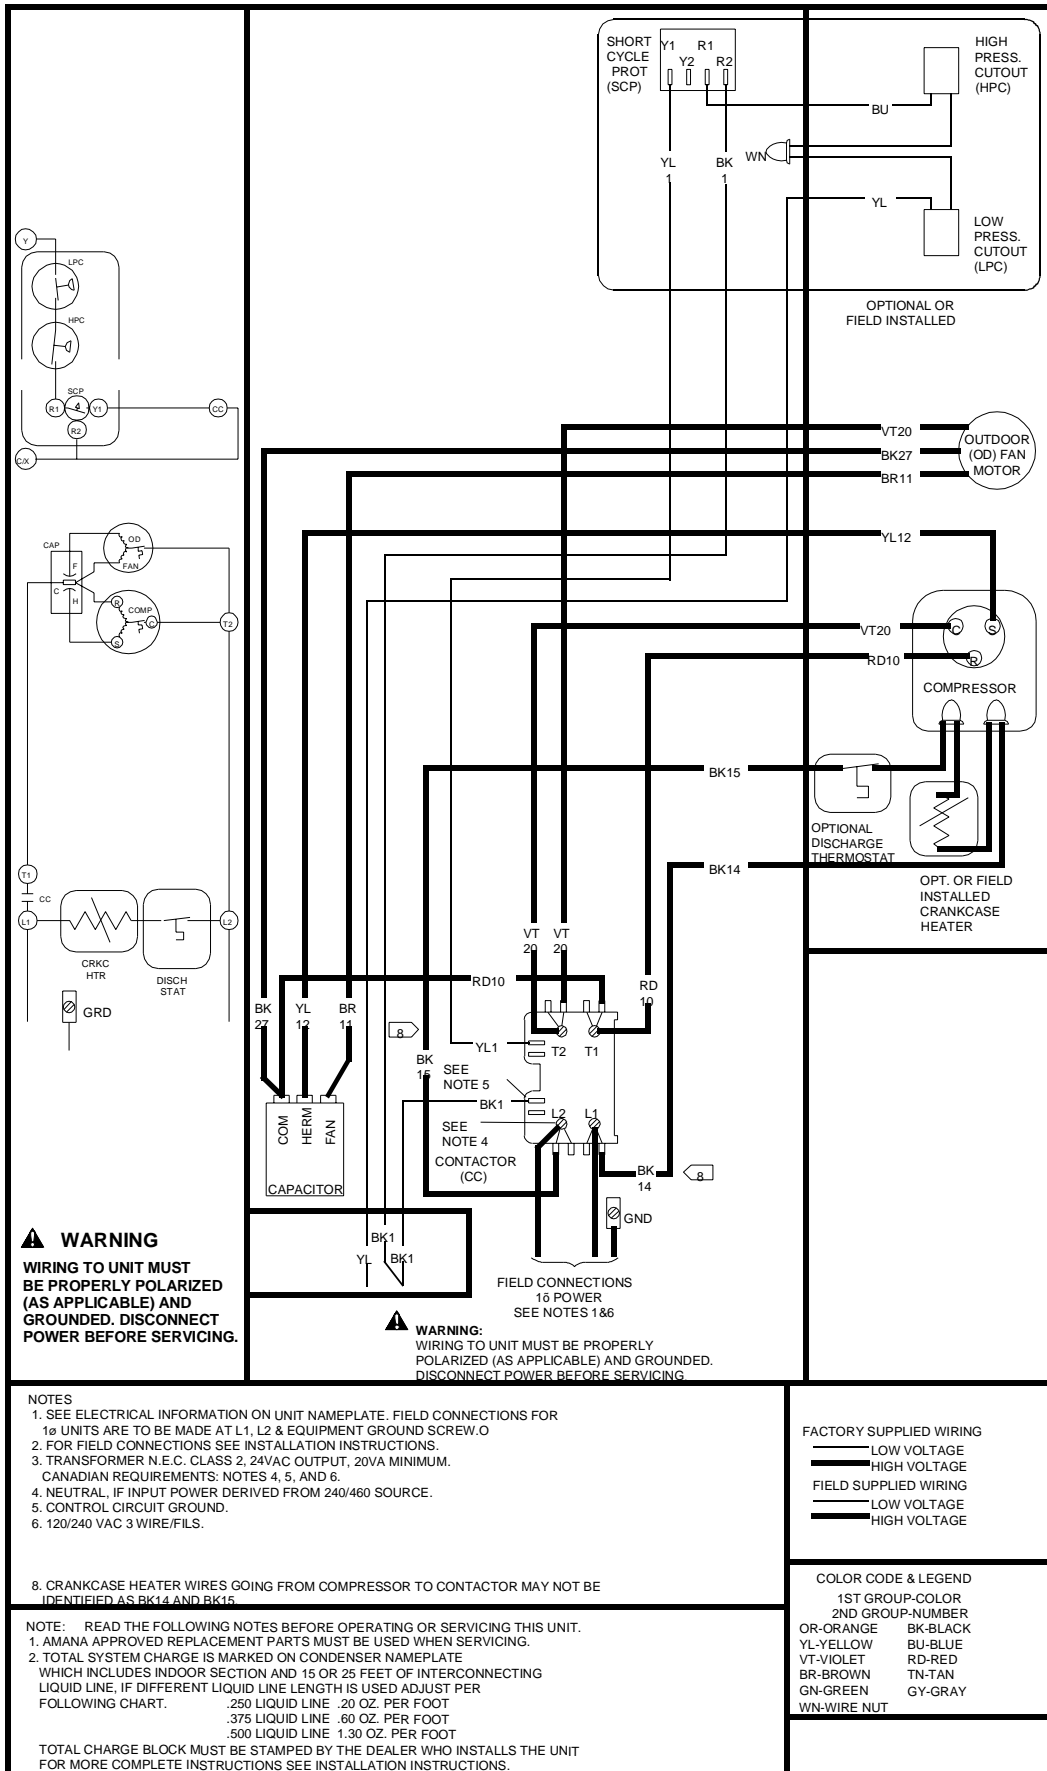 SHORT
CYCLE
PROT
(SCP)
Y1
R1
Y2
R2
HIGH
PRESS.
CUTOUT
(HPC)
BU
WN
YL
1
BK
1
YL
LOW
PRESS.
CUTOUT
(LPC)
OPTIONAL OR
FIELD INSTALLED
Y
LPC
HPC
SCP
R1
Y1
CC
R2
C/X
VT20
BK27
BR11
OUTDOOR
(OD) FAN
MOTOR
YL12
CAP
F
C
H
OD
FAN
R
COMP
C
S
T2
VT20
RD10
C
S
R
COMPRESSOR
BK15
OPTIONAL
DISCHARGE
THERMOSTAT
BK14
OPT. OR FIELD
INSTALLED
CRANKCASE
HEATER
T1
CC
L1
L2
CRKC
HTR
DISCH
STAT
GRD
VT
20
VT
20
RD10
RD
10
BK
27
YL
12
BR
11
8
BK
15
YL1
T2
T1
SEE
NOTE 5
BK1
L2
L1
SEE
NOTE 4
CONTACTOR
(CC)
BK
14
8
COM
HERM
FAN
CAPACITOR
GND
BK1
YL
BK1
FIELD CONNECTIONS
1õ POWER
SEE NOTES 1&6
WARNING
WIRING TO UNIT MUST
BE PROPERLY POLARIZED
(AS APPLICABLE) AND
GROUNDED. DISCONNECT
POWER BEFORE SERVICING.
WARNING:
WIRING TO UNIT MUST BE PROPERLY
POLARIZED (AS APPLICABLE) AND GROUNDED.
DISCONNECT POWER BEFORE SERVICING.
NOTES
1. SEE ELECTRICAL INFORMATION ON UNIT NAMEPLATE. FIELD CONNECTIONS FOR
1ø UNITS ARE TO BE MADE AT L1, L2 & EQUIPMENT GROUND SCREW.O
2. FOR FIELD CONNECTIONS SEE INSTALLATION INSTRUCTIONS.
3. TRANSFORMER N.E.C. CLASS 2, 24VAC OUTPUT, 20VA MINIMUM.
CANADIAN REQUIREMENTS: NOTES 4, 5, AND 6.
4. NEUTRAL, IF INPUT POWER DERIVED FROM 240/460 SOURCE.
5. CONTROL CIRCUIT GROUND.
6. 120/240 VAC 3 WIRE/FILS.
8. CRANKCASE HEATER WIRES GOING FROM COMPRESSOR TO CONTACTOR MAY NOT BE
IDENTIFIED AS BK14 AND BK15.
FACTORY SUPPLIED WIRING
LOW VOLTAGE
HIGH VOLTAGE
FIELD SUPPLIED WIRING
LOW VOLTAGE
HIGH VOLTAGE
COLOR CODE & LEGEND
1ST GROUP-COLOR
2ND GROUP-NUMBER
OR-ORANGE BK-BLACK
YL-YELLOW BU-BLUE
VT-VIOLET RD-RED
BR-BROWN TN-TAN
GN-GREEN GY-GRAY
WN-WIRE NUT
NOTE: READ THE FOLLOWING NOTES BEFORE OPERATING OR SERVICING THIS UNIT.
1. AMANA APPROVED REPLACEMENT PARTS MUST BE USED WHEN SERVICING.
2. TOTAL SYSTEM CHARGE IS MARKED ON CONDENSER NAMEPLATE
WHICH INCLUDES INDOOR SECTION AND 15 OR 25 FEET OF INTERCONNECTING
LIQUID LINE, IF DIFFERENT LIQUID LINE LENGTH IS USED ADJUST PER
FOLLOWING CHART. .250 LIQUID LINE .20 OZ. PER FOOT
.375 LIQUID LINE .60 OZ. PER FOOT
.500 LIQUID LINE 1.30 OZ. PER FOOT
TOTAL CHARGE BLOCK MUST BE STAMPED BY THE DEALER WHO INSTALLS THE UNIT
FOR MORE COMPLETE INSTRUCTIONS SEE INSTALLATION INSTRUCTIONS.